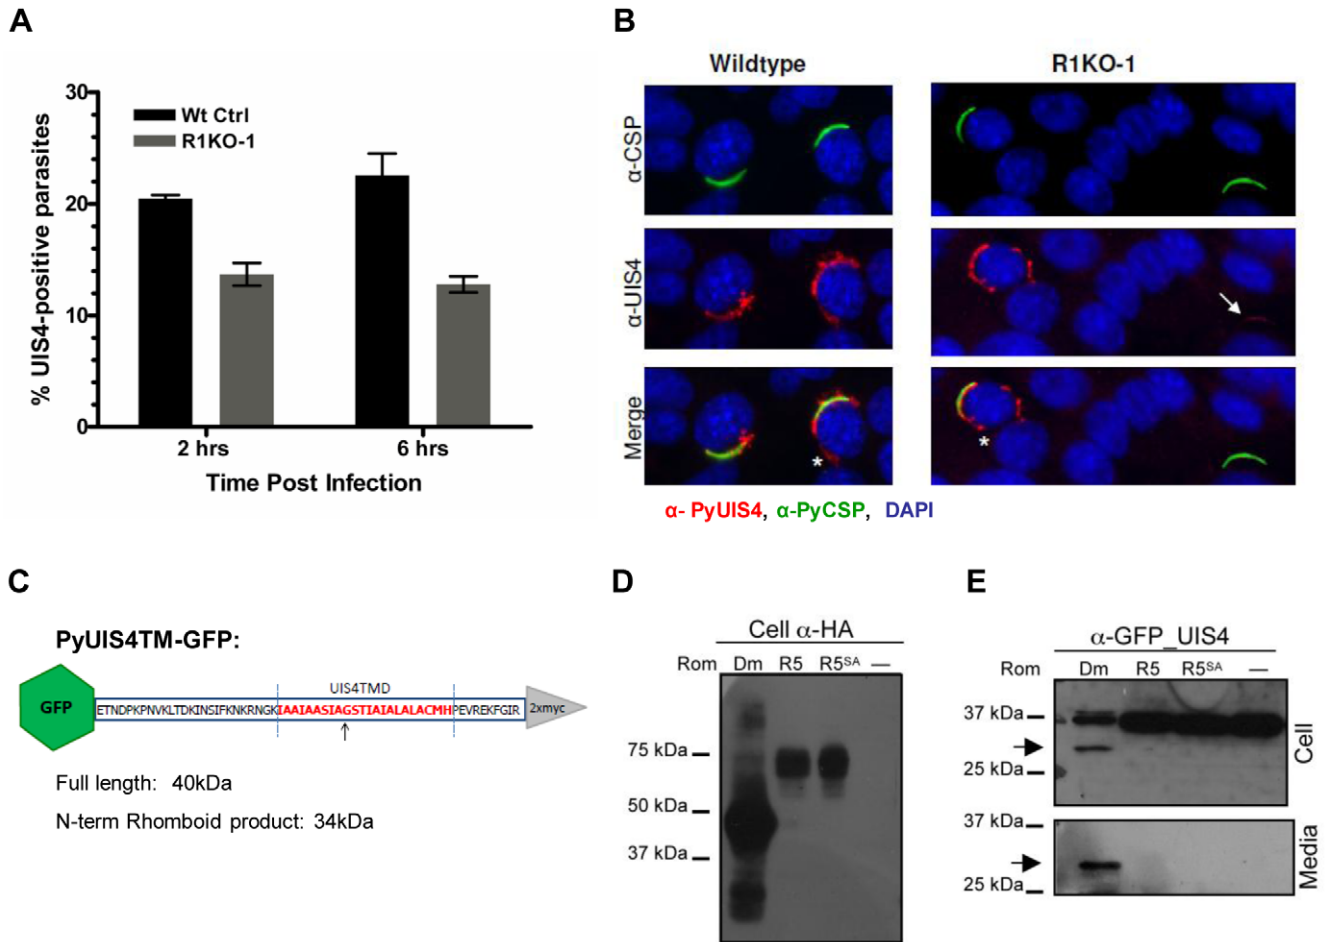 A
30
20
10
0
% UIS4-positive parasites
Wt Ctrl
R1KO-1
2 hrs
6 hrs
Time Post Infection
B
Wildtype
R1KO-1
α-CSP
α-UIS4
Merge
*
*
α- PyUIS4, α-PyCSP, DAPI
C
PyUIS4TM-GFP:
UIS4TMD
GFP
ETNDPKPNVKLTDKINSIFKNKRNGKIAAIAASIAGSTIAIALALACMHPEVREKFGIR
2xmyc
Full length: 40kDa
N-term Rhomboid product: 34kDa
D
Cell α-HA
Rom Dm R5 R5SA —
75 kDa
50 kDa
37 kDa
E
α-GFP_UIS4
Rom Dm R5 R5SA —
37 kDa
25 kDa
Cell
37 kDa
25 kDa
Media